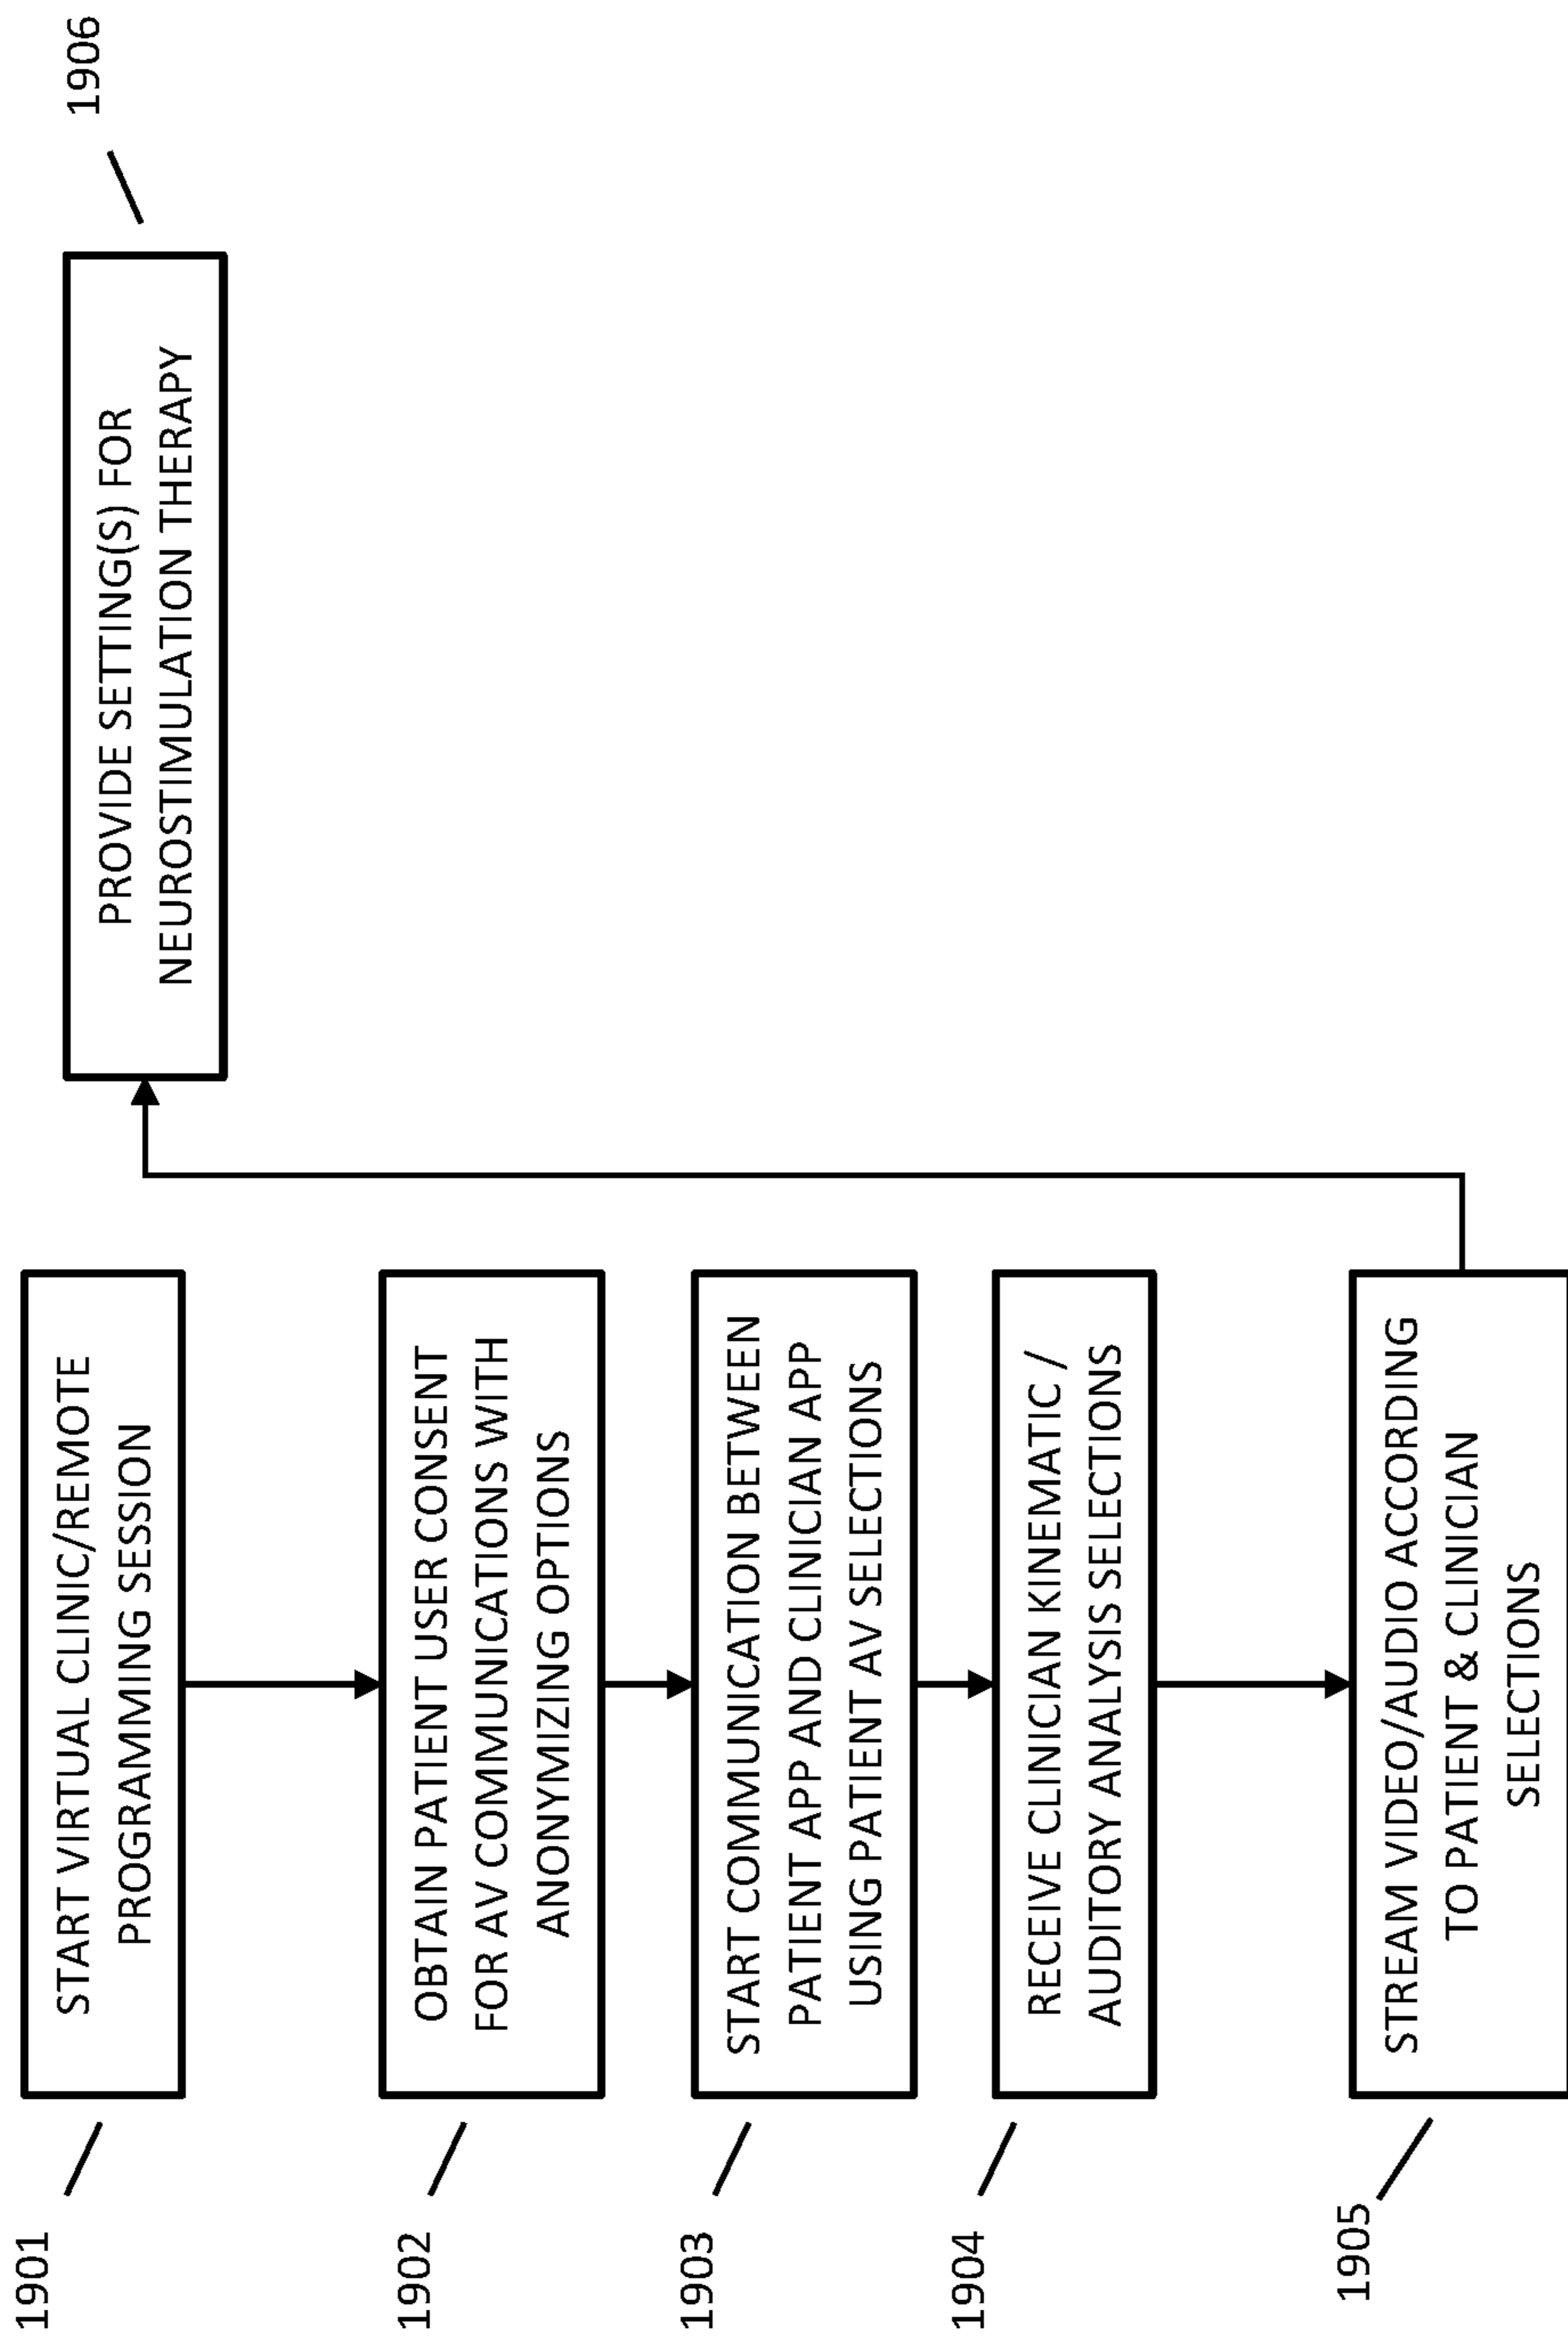 1901
START VIRTUAL CLINIC/REMOTE
PROGRAMMING SESSION
1902
OBTAIN PATIENT USER CONSENT
FOR AV COMMUNICATIONS WITH
ANONYMIZING OPTIONS
1903
START COMMUNICATION BETWEEN
PATIENT APP AND CLINICIAN APP
USING PATIENT AV SELECTIONS
1904
RECEIVE CLINICIAN KINEMATIC /
AUDITORY ANALYSIS SELECTIONS
1905
STREAM VIDEO/AUDIO ACCORDING
TO PATIENT & CLINICIAN
SELECTIONS
1906
PROVIDE SETTING(S) FOR
NEUROSTIMULATION THERAPY